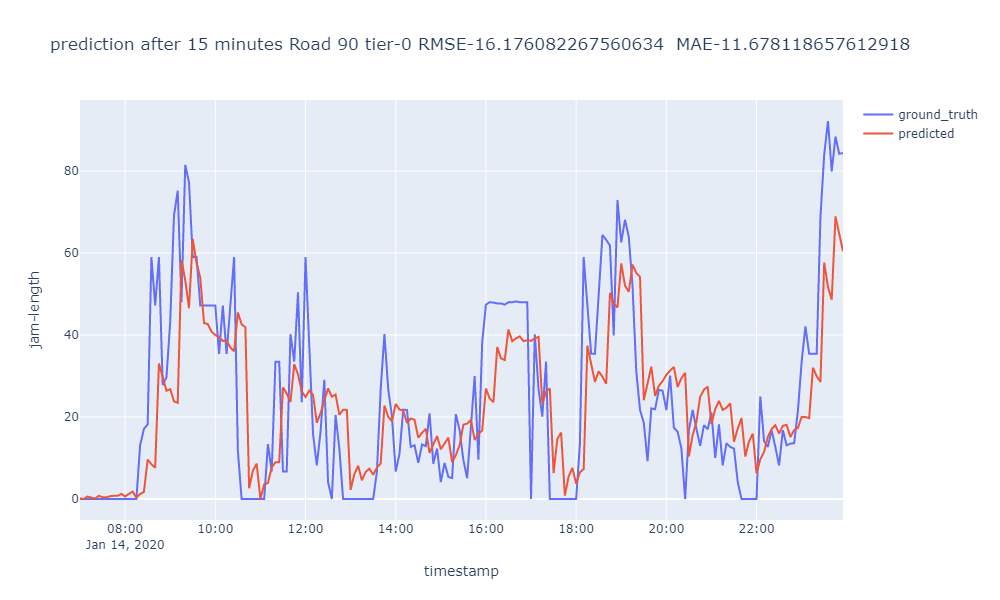 prediction after 15 minutes Road 90 tier-0 RMSE-16.176082267560634  MAE-11.678118657612918
ground_truth
predicted
80
60
40
20
0
jam-length
08:00 10:00 12:00 14:00 16:00 18:00 20:00 22:00
Jan 14, 2020
timestamp